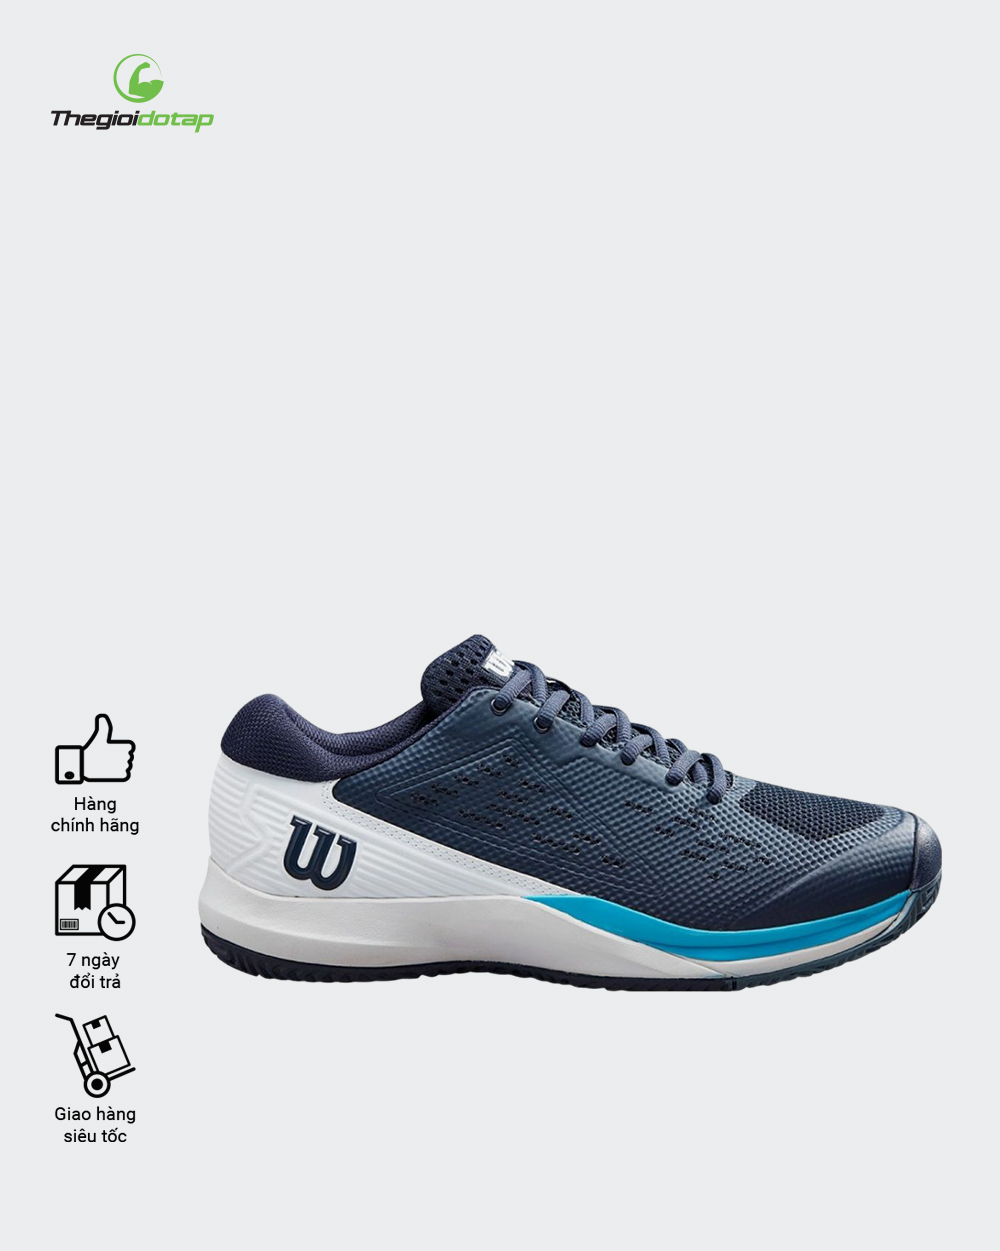 Thegioidotap
W
W
Hàng
chính hãng
7 ngày
đổi trả
Giao hàng
siêu tốc